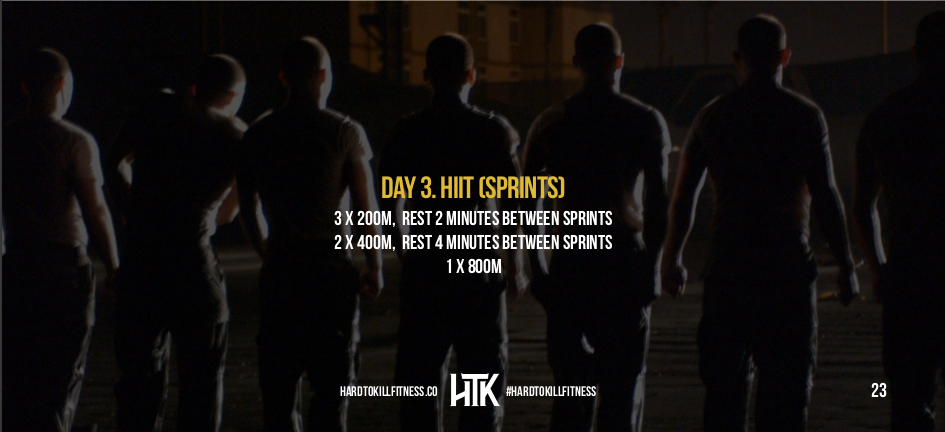 DAY 3. HIIT (SPRINTS)
3 X 200M, REST 2 MINUTES BETWEEN SPRINTS
2 X 400M, REST 4 MINUTES BETWEEN SPRINTS
1 X 800M
HARDTOKILLFITNESS.CO HTK #HARDTOKILLFITNESS
23